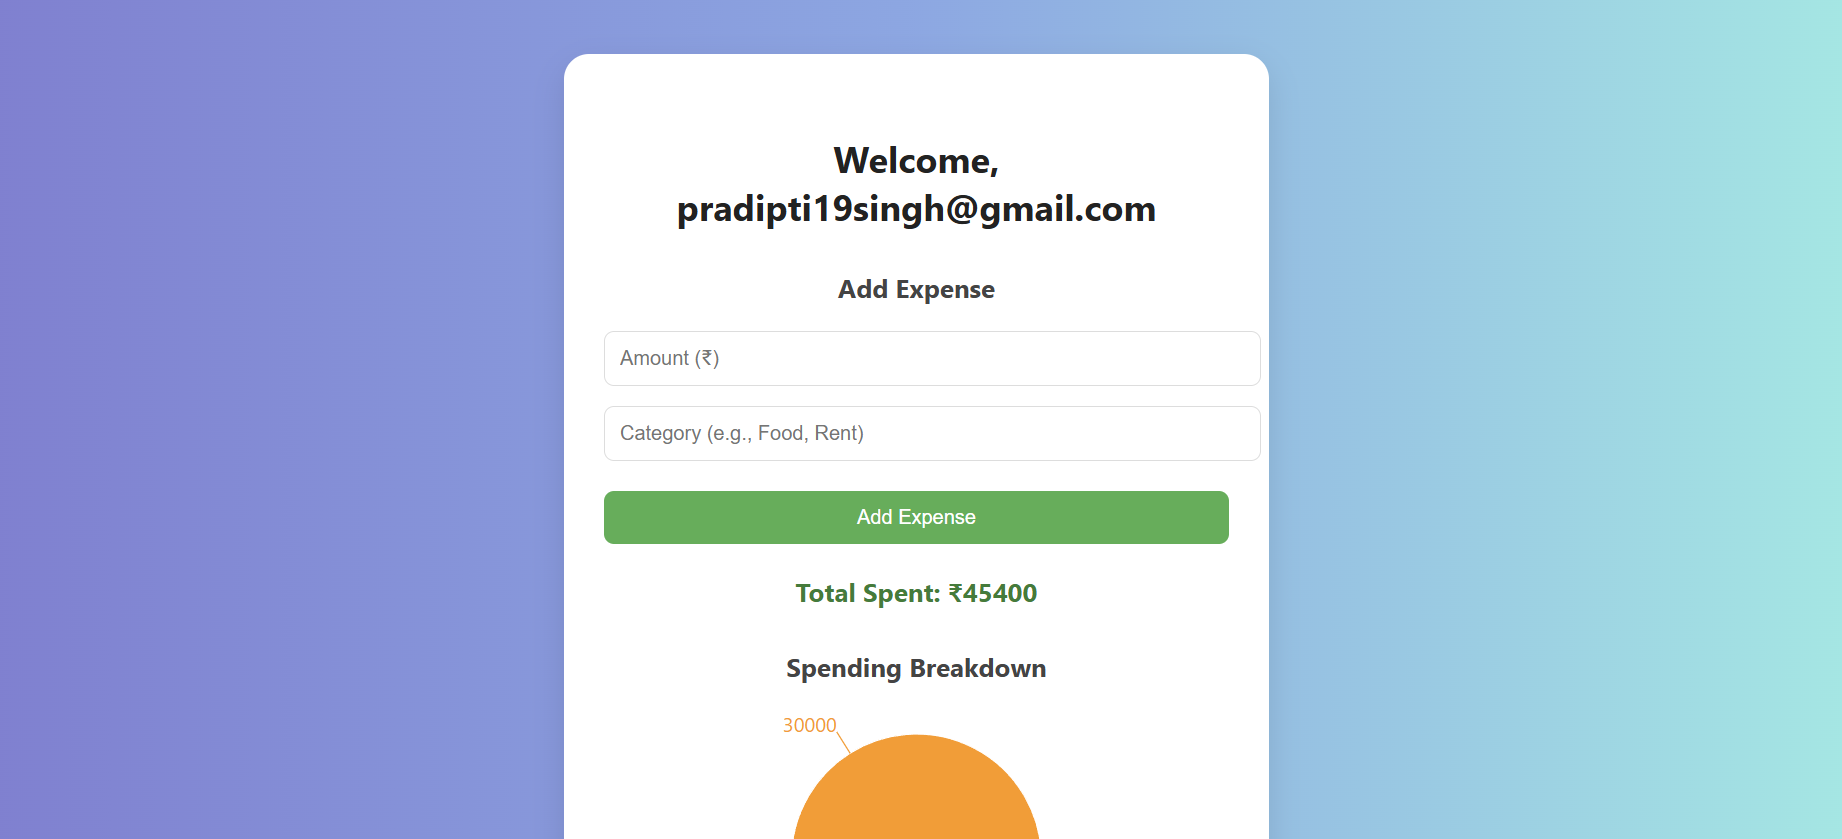 Welcome,
pradipti19singh@gmail.com
Add Expense
Amount (₹)
Category (e.g., Food, Rent)
Add Expense
Total Spent: ₹45400
Spending Breakdown
30000